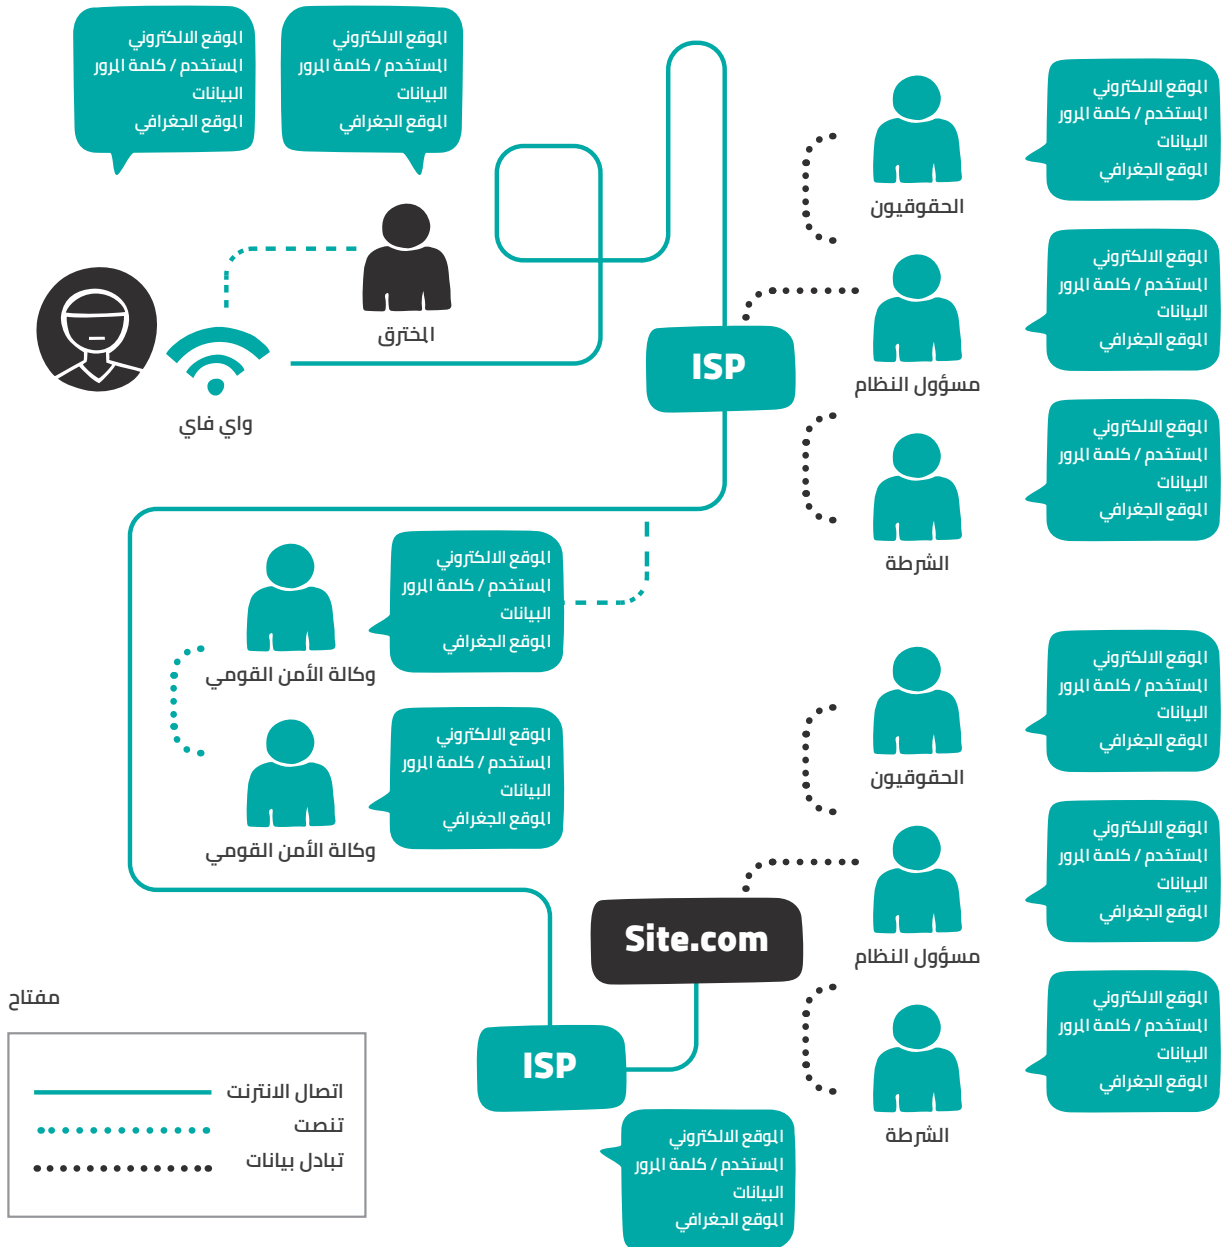 الموقع الالكتروني
المستخدم / كلمة المرور
البيانات
الموقع الجغرافي
الموقع الالكتروني
المستخدم / كلمة المرور
البيانات
الموقع الجغرافي
المخترق
واي فاي
ISP
الموقع الالكتروني
المستخدم / كلمة المرور
البيانات
الموقع الجغرافي
الحقوقيون
الموقع الالكتروني
المستخدم / كلمة المرور
البيانات
الموقع الجغرافي
مسؤول النظام
الموقع الالكتروني
المستخدم / كلمة المرور
البيانات
الموقع الجغرافي
الشرطة
الموقع الالكتروني
المستخدم / كلمة المرور
البيانات
الموقع الجغرافي
وكالة الأمن القومي
الموقع الالكتروني
المستخدم / كلمة المرور
البيانات
الموقع الجغرافي
وكالة الأمن القومي
الموقع الالكتروني
المستخدم / كلمة المرور
البيانات
الموقع الجغرافي
الحقوقيون
الموقع الالكتروني
المستخدم / كلمة المرور
البيانات
الموقع الجغرافي
مسؤول النظام
Site.com
الموقع الالكتروني
المستخدم / كلمة المرور
البيانات
الموقع الجغرافي
الشرطة
ISP
الموقع الالكتروني
المستخدم / كلمة المرور
البيانات
الموقع الجغرافي
مفتاح
اتصال الانترنت
تنصت
تبادل بيانات